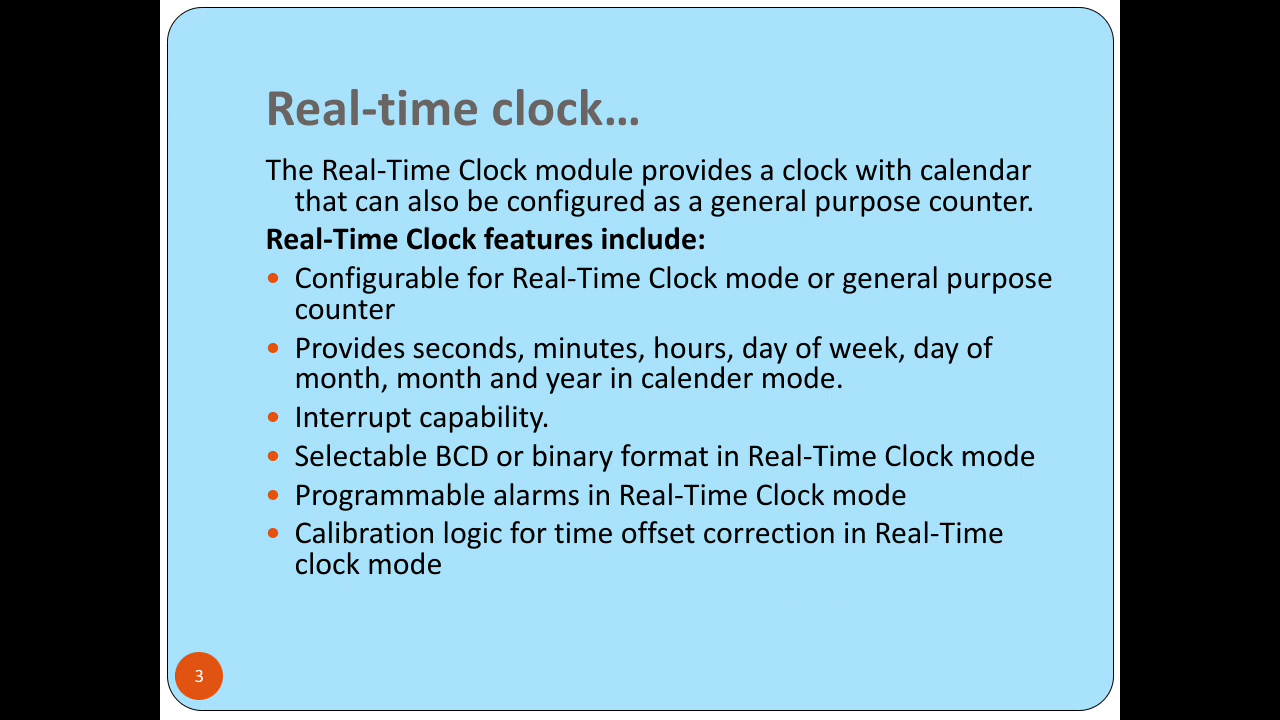 Real-time clock...
The Real-Time Clock module provides a clock with calendar
that can also be configured as a general purpose counter.
Real-Time Clock features include:
• Configurable for Real-Time Clock mode or general purpose
counter
• Provides seconds, minutes, hours, day of week, day of
month, month and year in calender mode.
• Interrupt capability.
• Selectable BCD or binary format in Real-Time Clock mode
• Programmable alarms in Real-Time Clock mode
• Calibration logic for time offset correction in Real-Time
clock mode
3